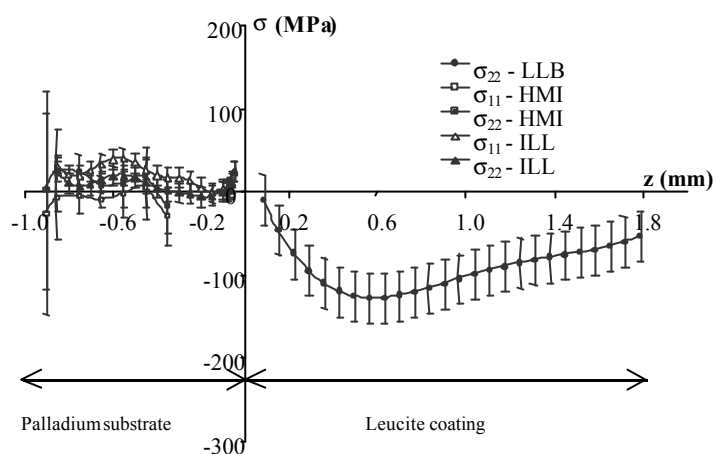 σ (MPa)
200
σ22 - LLB
σ11 - HMI
σ22 - HMI
σ11 - ILL
σ22 - ILL
100
z (mm)
0
-1.0 -0.6 -0.2 0.2 0.6 1.0 1.4 1.8
-100
-200
Palladium substrate Leucite coating
-300